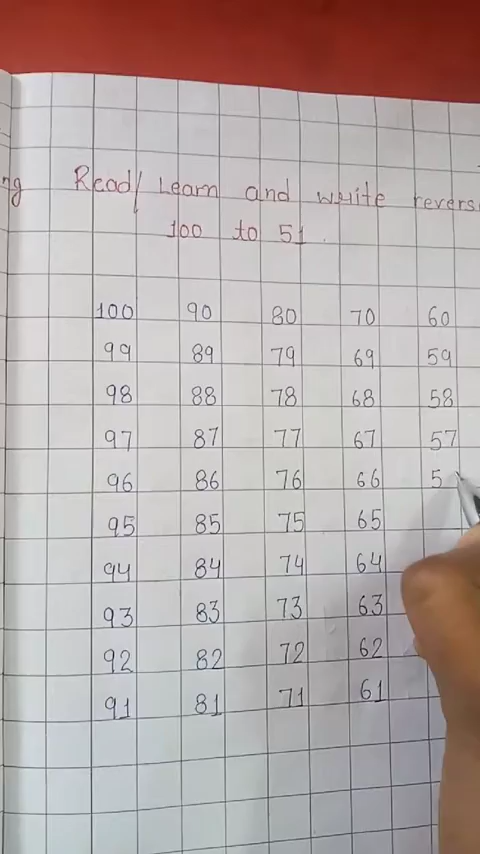 ng Read/ Learn and write revers
100 to 51.
100 90 80 70 60
99 89 79 69 59
98 88 78 68 58
97 87 77 67 57
96 86 76 66 5
95 85 75 65
94 84 74 64
93 83 73 63
92 82 72 62
91 81 71 61